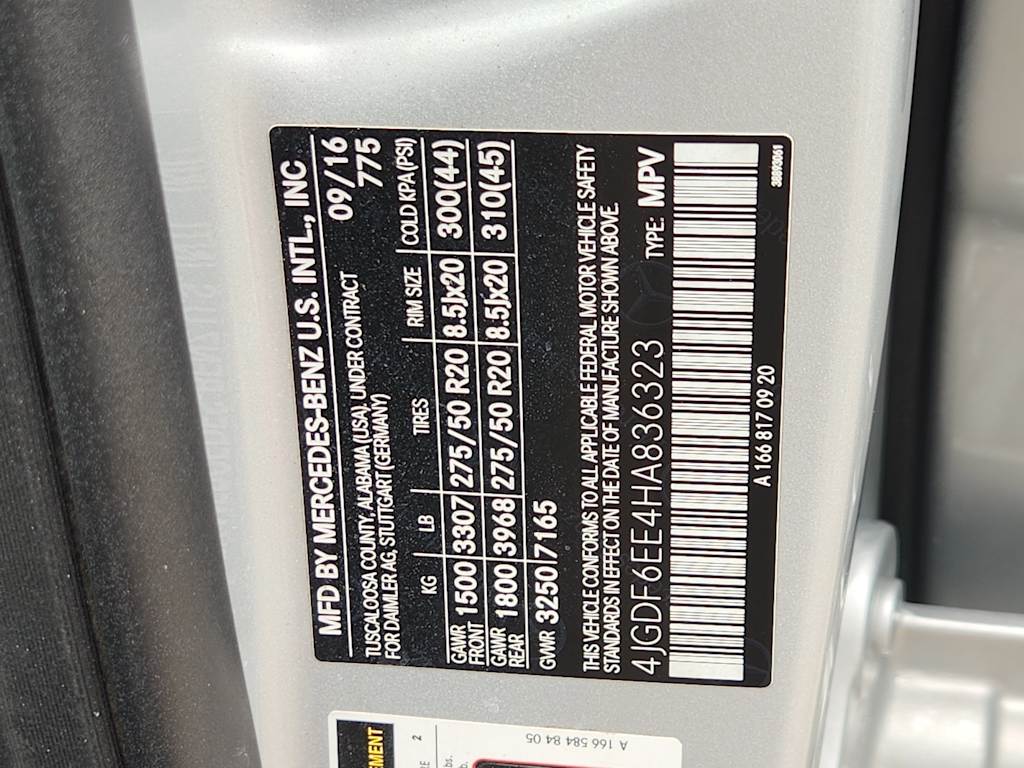 MFD BY MERCEDES-BENZ U.S. INTL., INC
TUSCALOOSA COUNTY, ALABAMA (USA), UNDER CONTRACT 09/16
FOR DAIMLER AG, STUTTGART (GERMANY) 775
KG LB TIRES RIM SIZE COLD KPA (PSI)
GAWR FRONT 1500 3307 275/50 R20 8.5Jx20 300(44)
GAWR REAR 1800 3968 275/50 R20 8.5Jx20 310(45)
GVWR 3250 7165
THIS VEHICLE CONFORMS TO ALL APPLICABLE FEDERAL MOTOR VEHICLE SAFETY
STANDARDS IN EFFECT ON THE DATE OF MANUFACTURE SHOWN ABOVE.
4JGDF6EE4HA836323 TYPE: MPV
A 166 817 09 20 38893061
EMENT
2
A 166 584 84 05